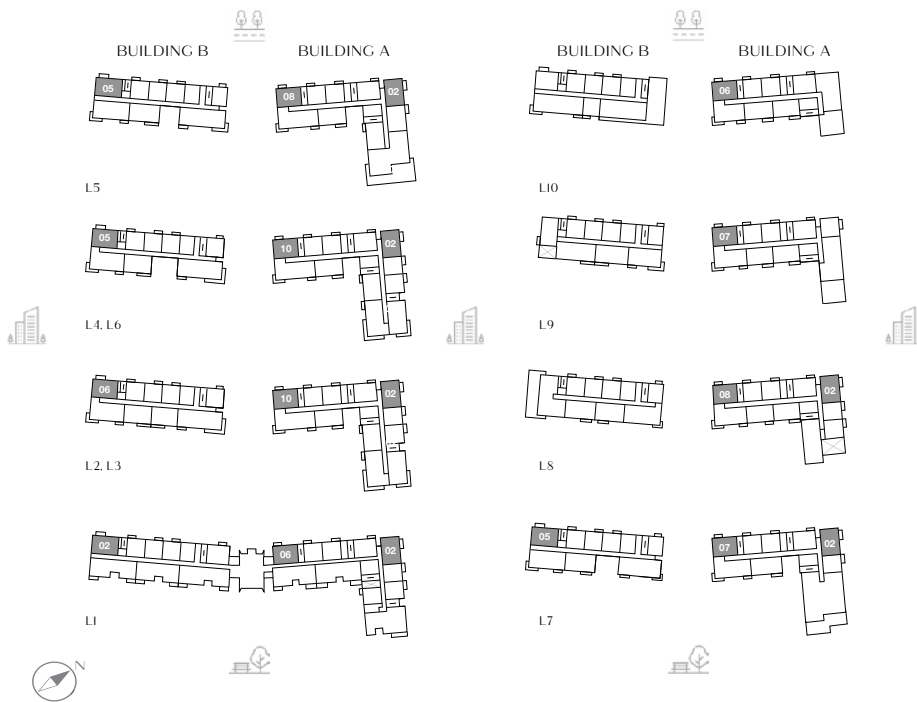 BUILDING B BUILDING A
05 08 02
L5
05 10 02
L4, L6
06 10 02
L2, L3
02 06 02
L1
BUILDING B BUILDING A
06
L10
07
L9
08 02
L8
05 07 02
L7
N